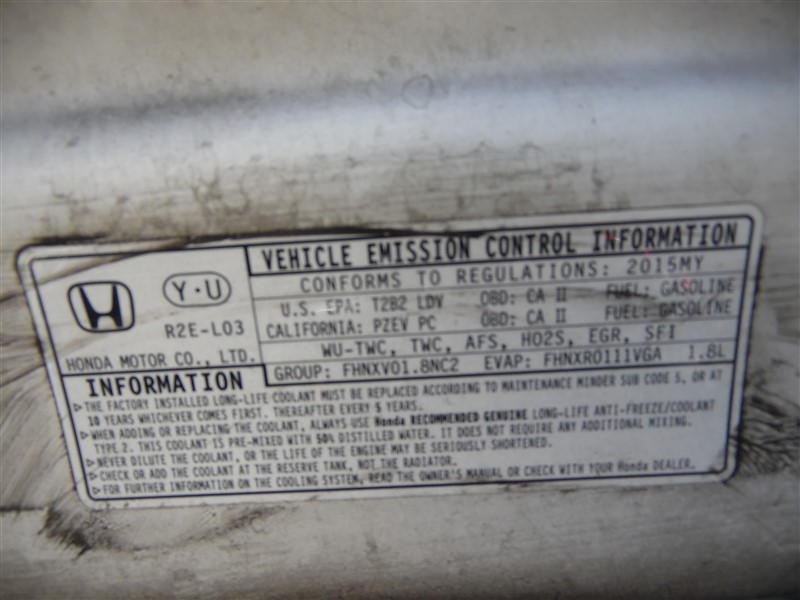 VEHICLE EMISSION CONTROL INFORMATION
CONFORMS TO REGULATIONS: 2015MY
U.S. EPA: T2B2 LDV OBD: CA II FUEL: GASOLINE
CALIFORNIA: PZEV PC OBD: CA II FUEL: GASOLINE
WU-TWC, TWC, AFS, HO2S, EGR, SFI
GROUP: FHNXV01.8NC2 EVAP: FHNXR0111VGA 1.8L
Y·U
R2E-L03
HONDA MOTOR CO., LTD.
INFORMATION
▷THE FACTORY INSTALLED LONG-LIFE COOLANT MUST BE REPLACED ACCORDING TO MAINTENANCE MINDER SUB CODE 5, OR AT
10 YEARS WHICHEVER COMES FIRST. THEREAFTER EVERY 5 YEARS.
▷WHEN ADDING OR REPLACING THE COOLANT, ALWAYS USE Honda RECOMMENDED GENUINE LONG-LIFE ANTI-FREEZE/COOLANT
TYPE 2. THIS COOLANT IS PRE-MIXED WITH 50% DISTILLED WATER. IT DOES NOT REQUIRE ANY ADDITIONAL MIXING.
▷NEVER DILUTE THE COOLANT, OR THE LIFE OF THE ENGINE MAY BE SERIOUSLY SHORTENED.
▷CHECK OR ADD THE COOLANT AT THE RESERVE TANK, NOT THE RADIATOR.
▷FOR FURTHER INFORMATION ON THE COOLING SYSTEM, READ THE OWNER'S MANUAL OR CHECK WITH YOUR Honda DEALER.